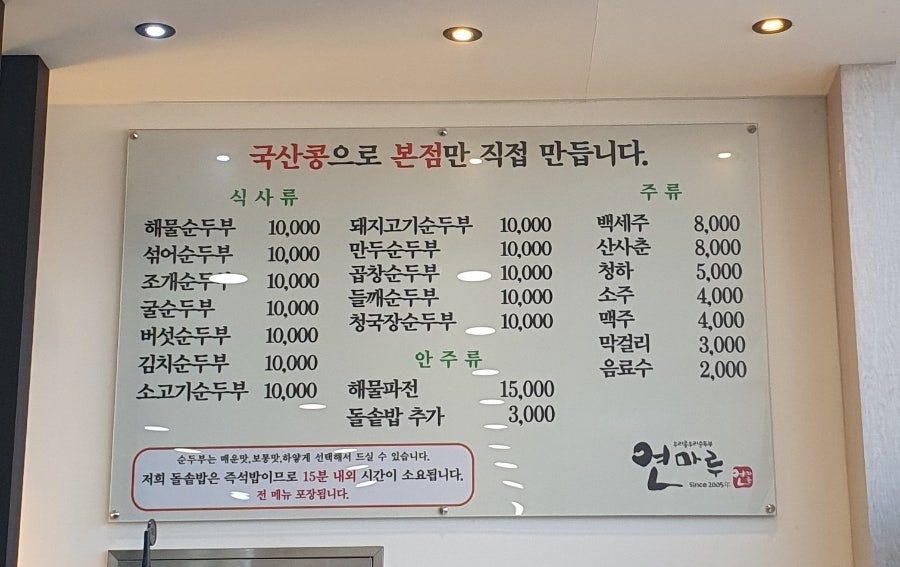 국산콩으로 본점만 직접 만듭니다.
식사류
해물순두부 10,000
섞어순두부 10,000
조개순두부 10,000
굴순두부 10,000
버섯순두부 10,000
김치순두부 10,000
소고기순두부 10,000
돼지고기순두부 10,000
만두순두부 10,000
곱창순두부 10,000
들깨순두부 10,000
청국장순두부 10,000
안주류
해물파전 15,000
돌솥밥 추가 3,000
주류
백세주 8,000
산사춘 8,000
청하 5,000
소주 4,000
맥주 4,000
막걸리 3,000
음료수 2,000
순두부는 매운맛,보통맛,하얗게 선택해서 드실 수 있습니다.
저희 돌솥밥은 즉석밥이므로 15분 내외 시간이 소요됩니다.
전 메뉴 포장됩니다.
연마루
Since 2005年